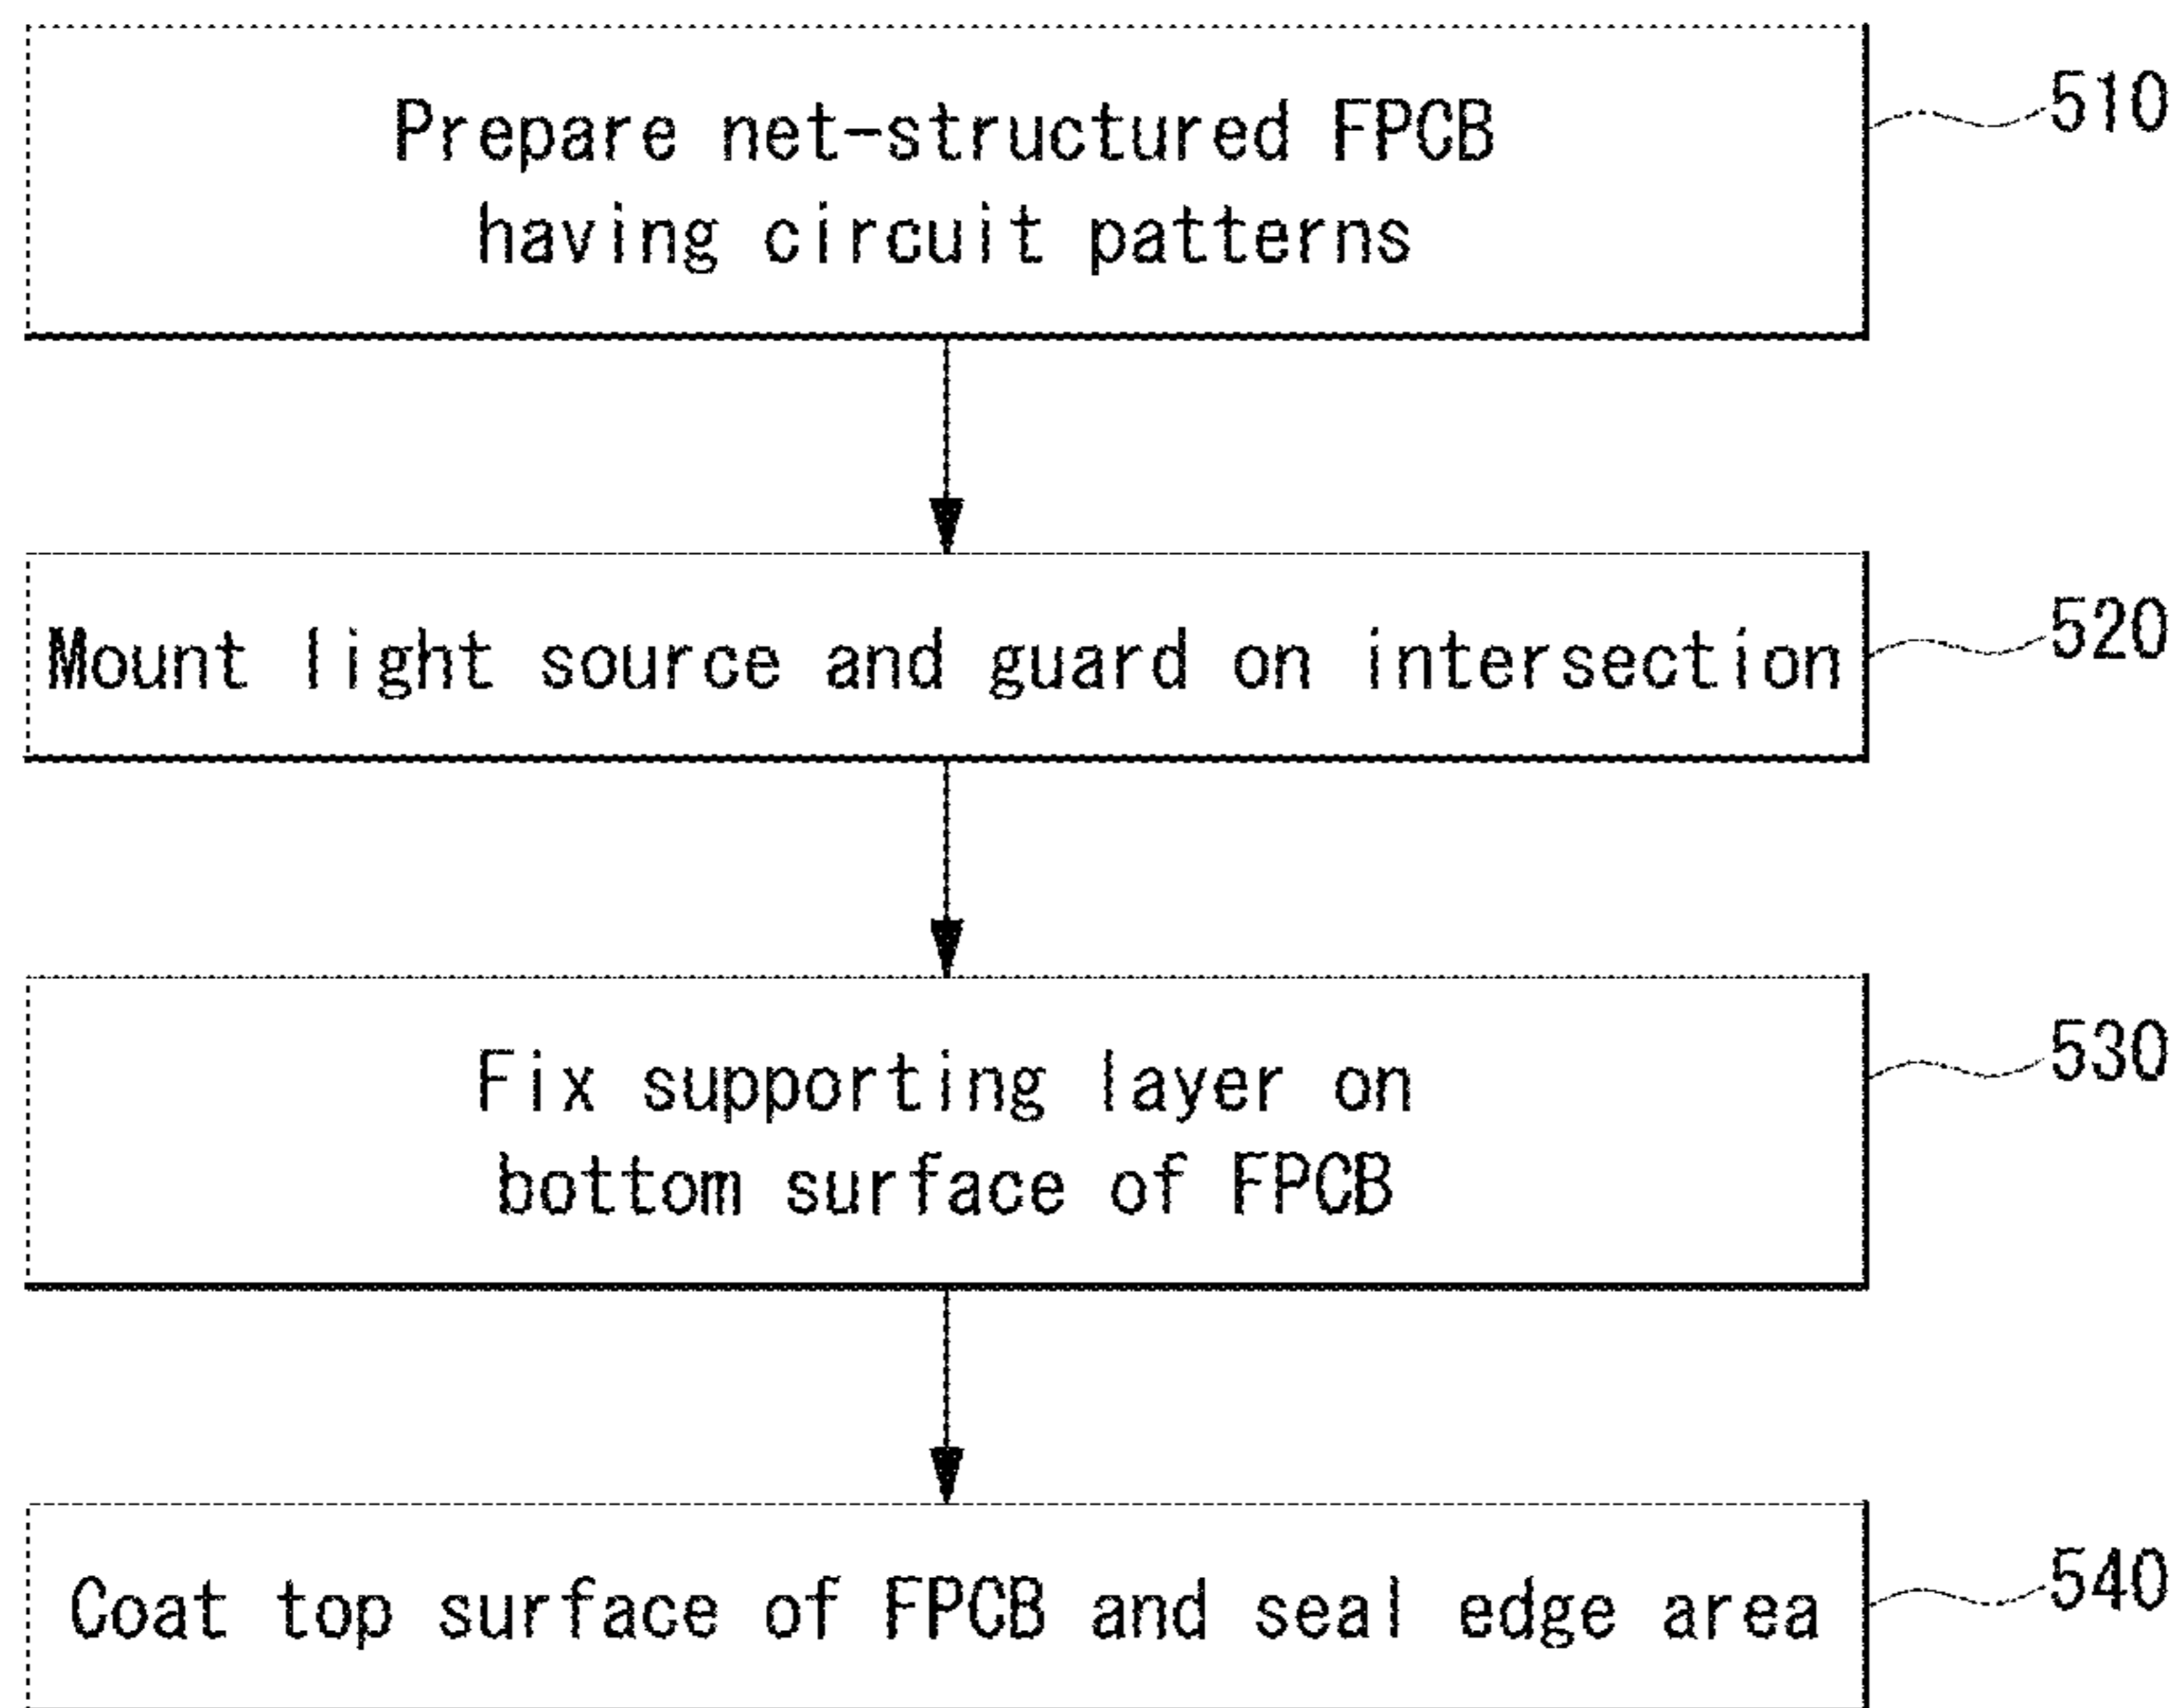 Prepare net-structured FPCB
having circuit patterns
510
Mount light source and guard on intersection
520
Fix supporting layer on
bottom surface of FPCB
530
Coat top surface of FPCB and seal edge area
540